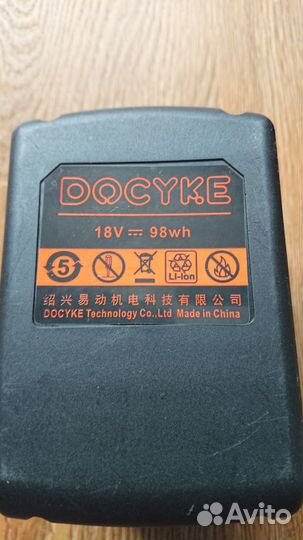 DOCYKE
18V ⎓ 98wh
5
Li-ion
绍兴易动机电科技有限公司
DOCYKE Technology Co.,Ltd Made in China
Avito